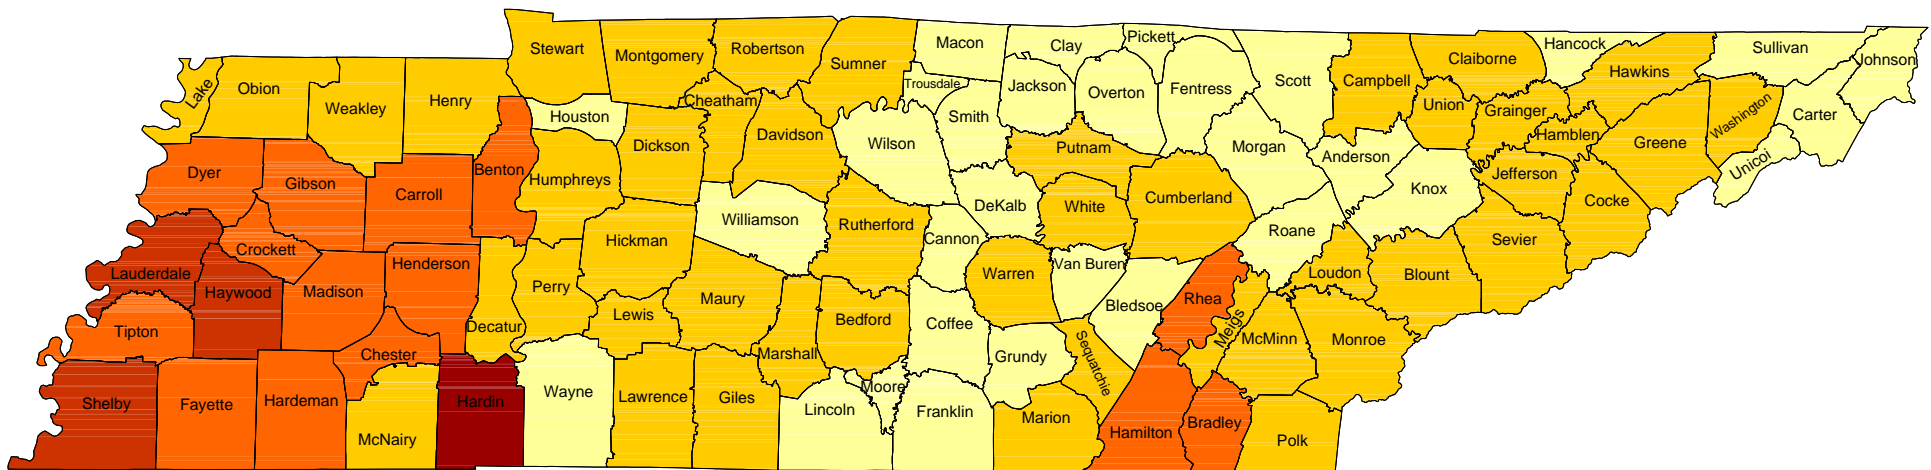 Stewart
Montgomery
Robertson
Sumner
Macon
Clay
Pickett
Scott
Campbell
Claiborne
Hancock
Hawkins
Sullivan
Johnson
Lake
Obion
Weakley
Henry
Houston
Cheatham
Trousdale
Jackson
Overton
Fentress
Union
Grainger
Hamblen
Washington
Carter
Dickson
Davidson
Wilson
Smith
Putnam
Morgan
Anderson
Greene
Unicoi
Dyer
Gibson
Carroll
Benton
Humphreys
Knox
Jefferson
Cocke
Williamson
Rutherford
DeKalb
White
Cumberland
Crockett
Hickman
Cannon
Roane
Sevier
Lauderdale
Haywood
Madison
Henderson
Perry
Warren
Van Buren
Loudon
Blount
Tipton
Decatur
Lewis
Maury
Bedford
Coffee
Bledsoe
Rhea
Meigs
McMinn
Monroe
Chester
Marshall
Grundy
Sequatchie
Shelby
Fayette
Hardeman
McNairy
Hardin
Wayne
Lawrence
Giles
Lincoln
Moore
Franklin
Marion
Hamilton
Bradley
Polk